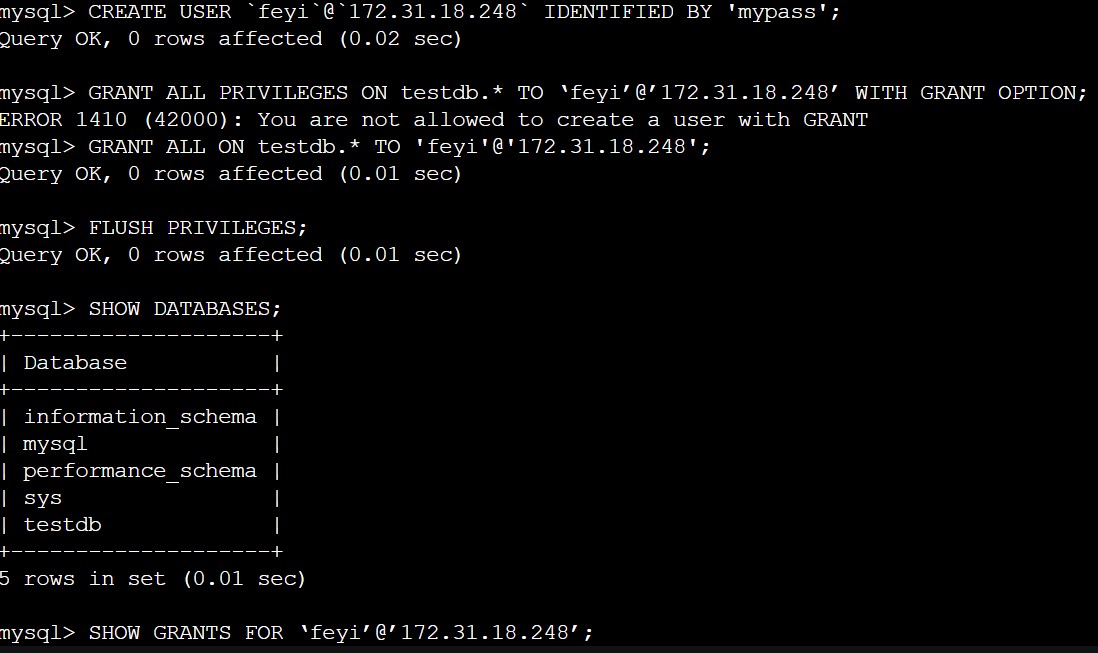 mysql> CREATE USER `feyi`@`172.31.18.248` IDENTIFIED BY 'mypass';
Query OK, 0 rows affected (0.02 sec)
mysql> GRANT ALL PRIVILEGES ON testdb.* TO ‘feyi’@’172.31.18.248’ WITH GRANT OPTION;
ERROR 1410 (42000): You are not allowed to create a user with GRANT
mysql> GRANT ALL ON testdb.* TO 'feyi'@'172.31.18.248';
Query OK, 0 rows affected (0.01 sec)
mysql> FLUSH PRIVILEGES;
Query OK, 0 rows affected (0.01 sec)
mysql> SHOW DATABASES;
+--------------------+
| Database           |
+--------------------+
| information_schema |
| mysql              |
| performance_schema |
| sys                |
| testdb             |
+--------------------+
5 rows in set (0.01 sec)
mysql> SHOW GRANTS FOR ‘feyi’@’172.31.18.248’;